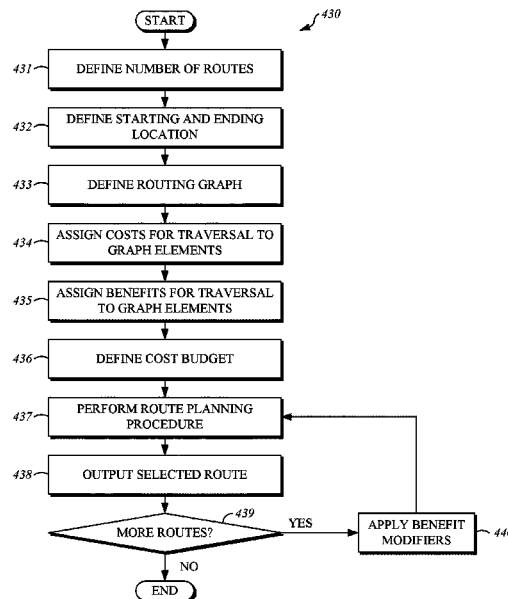 START
430
431
DEFINE NUMBER OF ROUTES
432
DEFINE STARTING AND ENDING
LOCATION
433
DEFINE ROUTING GRAPH
434
ASSIGN COSTS FOR TRAVERSAL TO
GRAPH ELEMENTS
435
ASSIGN BENEFITS FOR TRAVERSAL
TO GRAPH ELEMENTS
436
DEFINE COST BUDGET
437
PERFORM ROUTE PLANNING
PROCEDURE
438
OUTPUT SELECTED ROUTE
439
MORE ROUTES?
YES
APPLY BENEFIT
MODIFIERS
NO
END